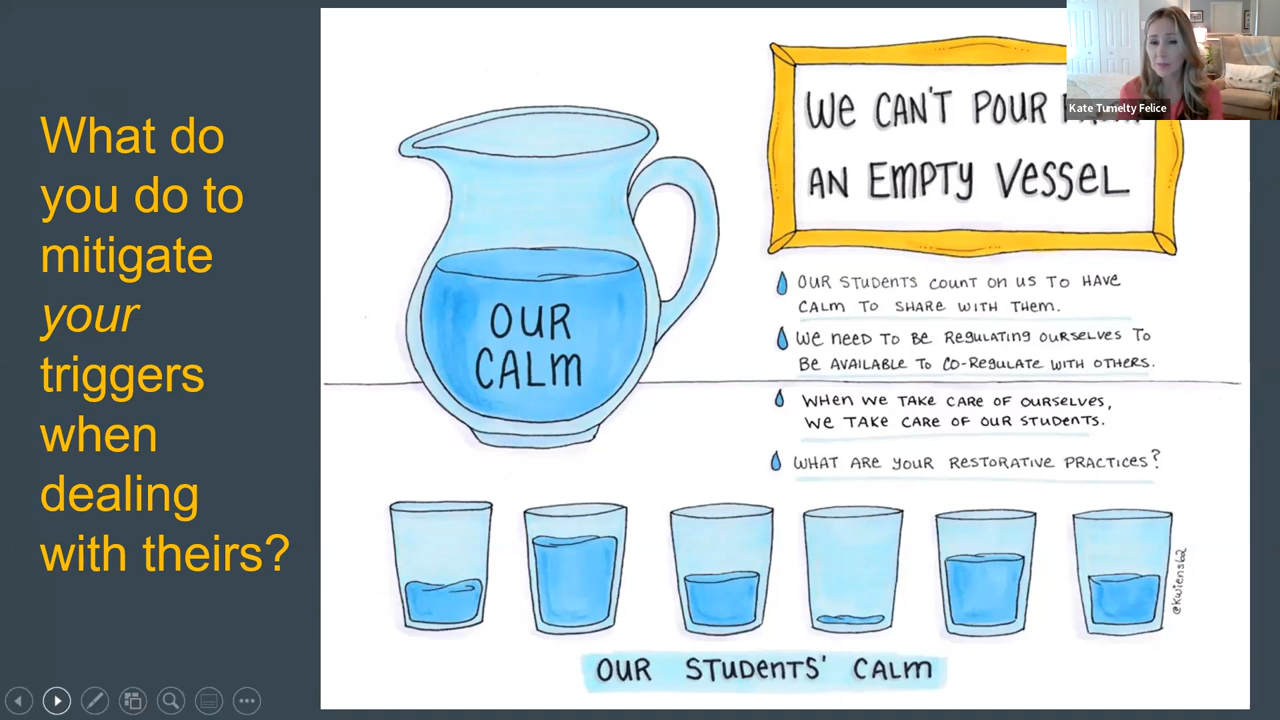 What do
you do to
mitigate
your
triggers
when
dealing
with theirs?
WE CAN'T POUR
AN EMPTY VESSEL
Kate Tumelty Felice
OUR STUDENTS COUNT ON US TO HAVE
CALM TO SHARE WITH THEM.
WE NEED TO BE REGULATING OURSELVES TO
BE AVAILABLE TO CO-REGULATE WITH OTHERS.
WHEN WE TAKE CARE OF OURSELVES,
WE TAKE CARE OF OUR STUDENTS.
WHAT ARE YOUR RESTORATIVE PRACTICES?
OUR
CALM
@kwiens62
OUR STUDENTS' CALM